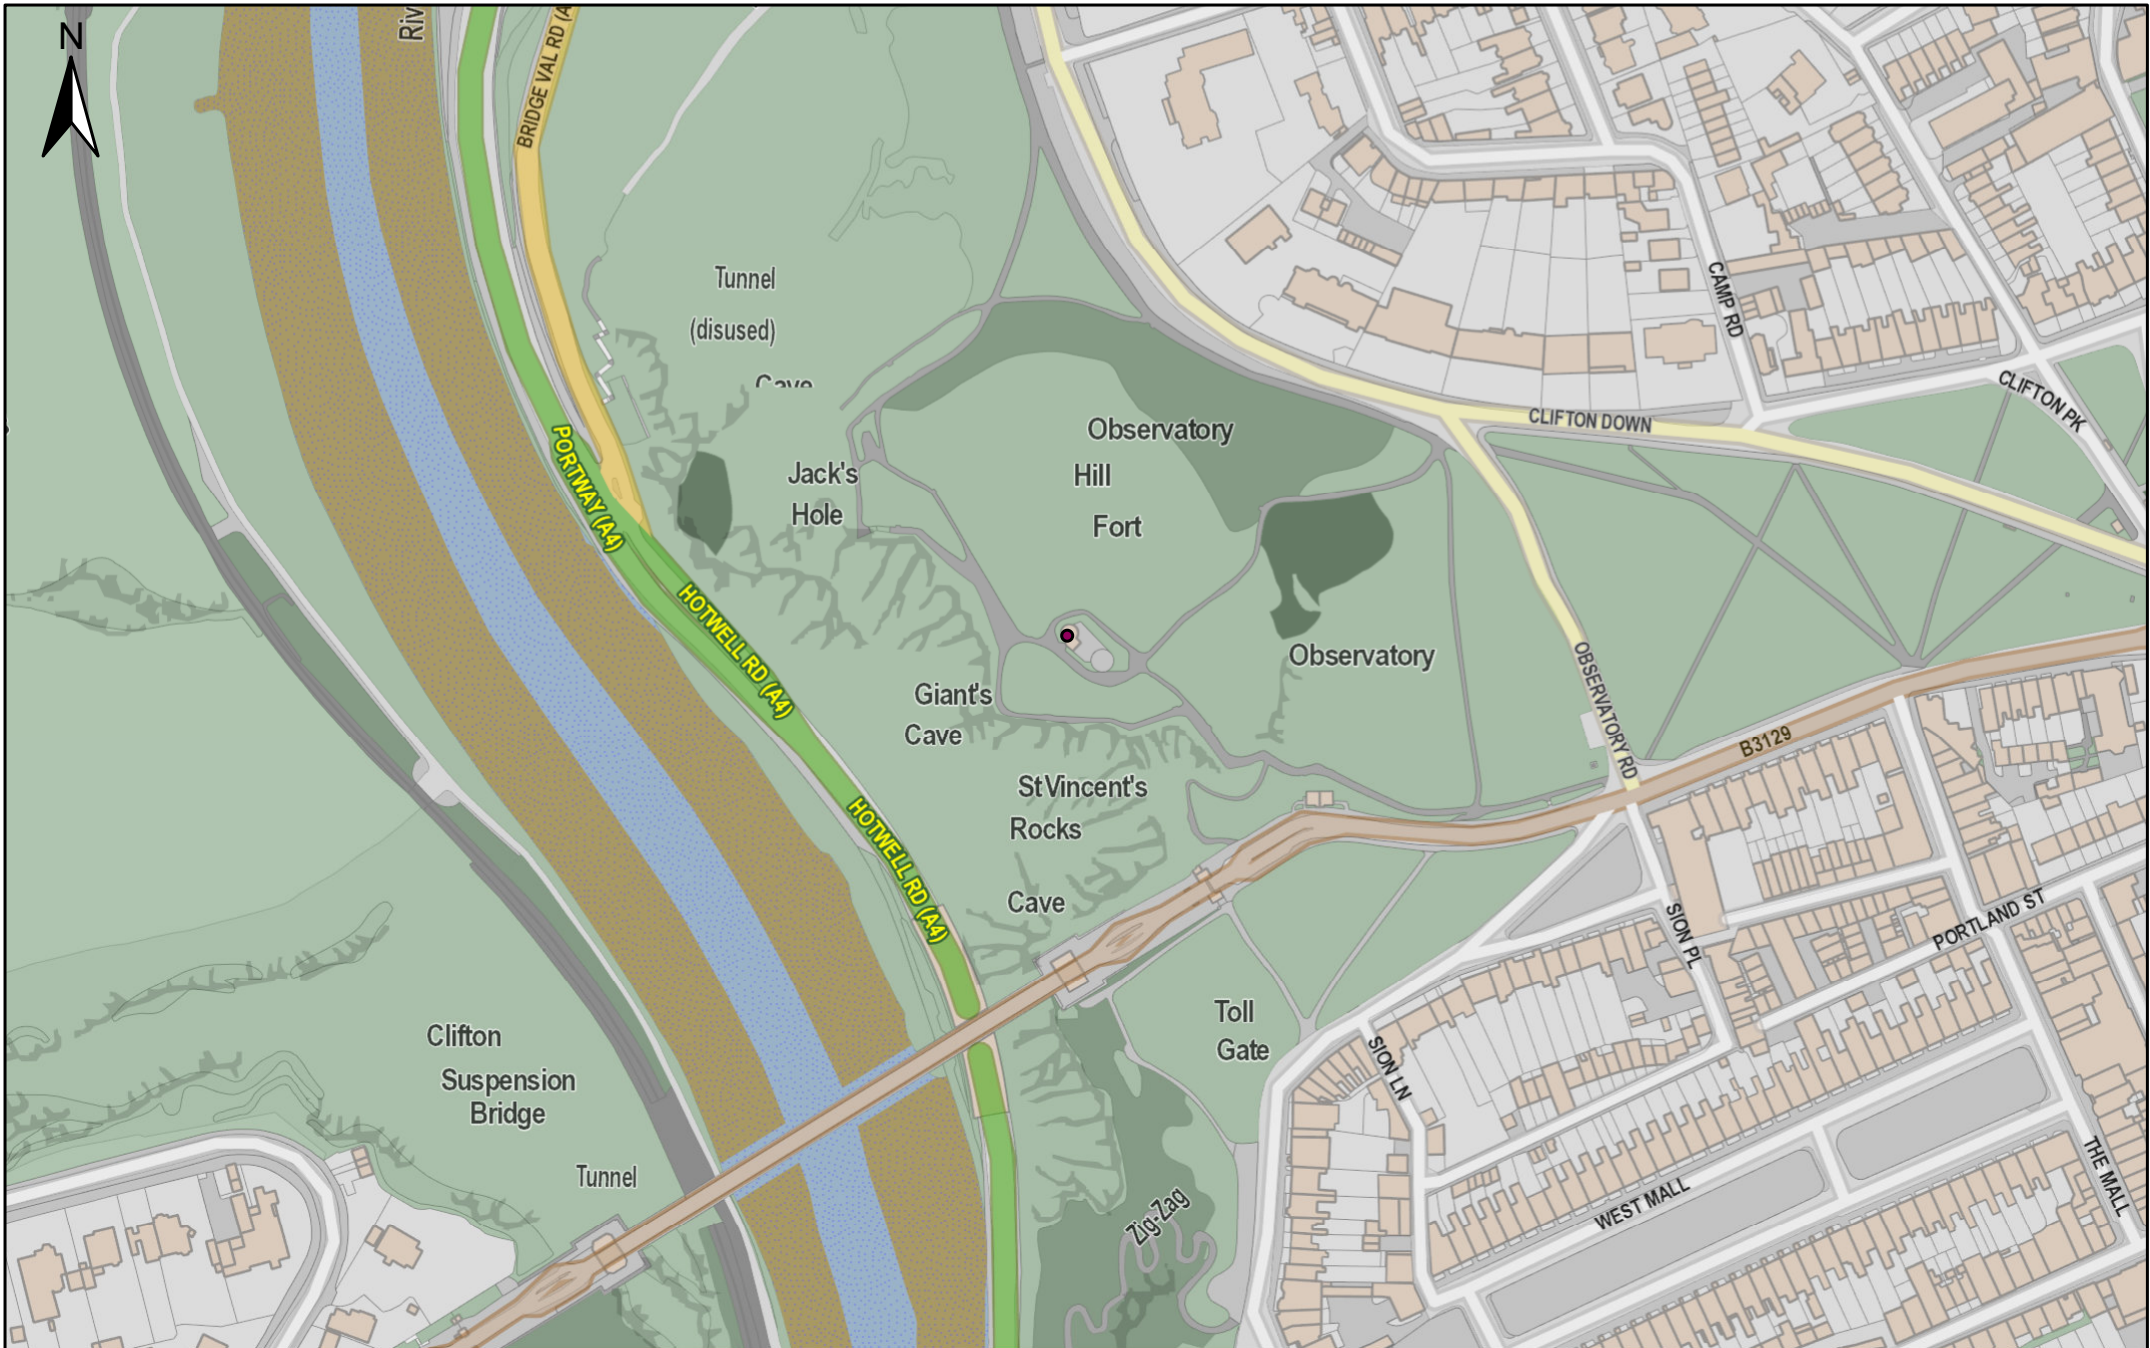 N
Riv
BRIDGE VAL RD (A
Tunnel
(disused)
Cave
CAMP RD
CLIFTON PK
CLIFTON DOWN
Observatory
Hill
Fort
Jack's
Hole
PORTWAY (A4)
HOTWELL RD (A4)
Observatory
OBSERVATORY RD
Giant's
Cave
B3129
St Vincent's
Rocks
HOTWELL RD (A4)
Cave
SION PL
PORTLAND ST
Clifton
Suspension
Bridge
Toll
Gate
SION LN
Tunnel
Zig-Zag
WEST MALL
THE MALL